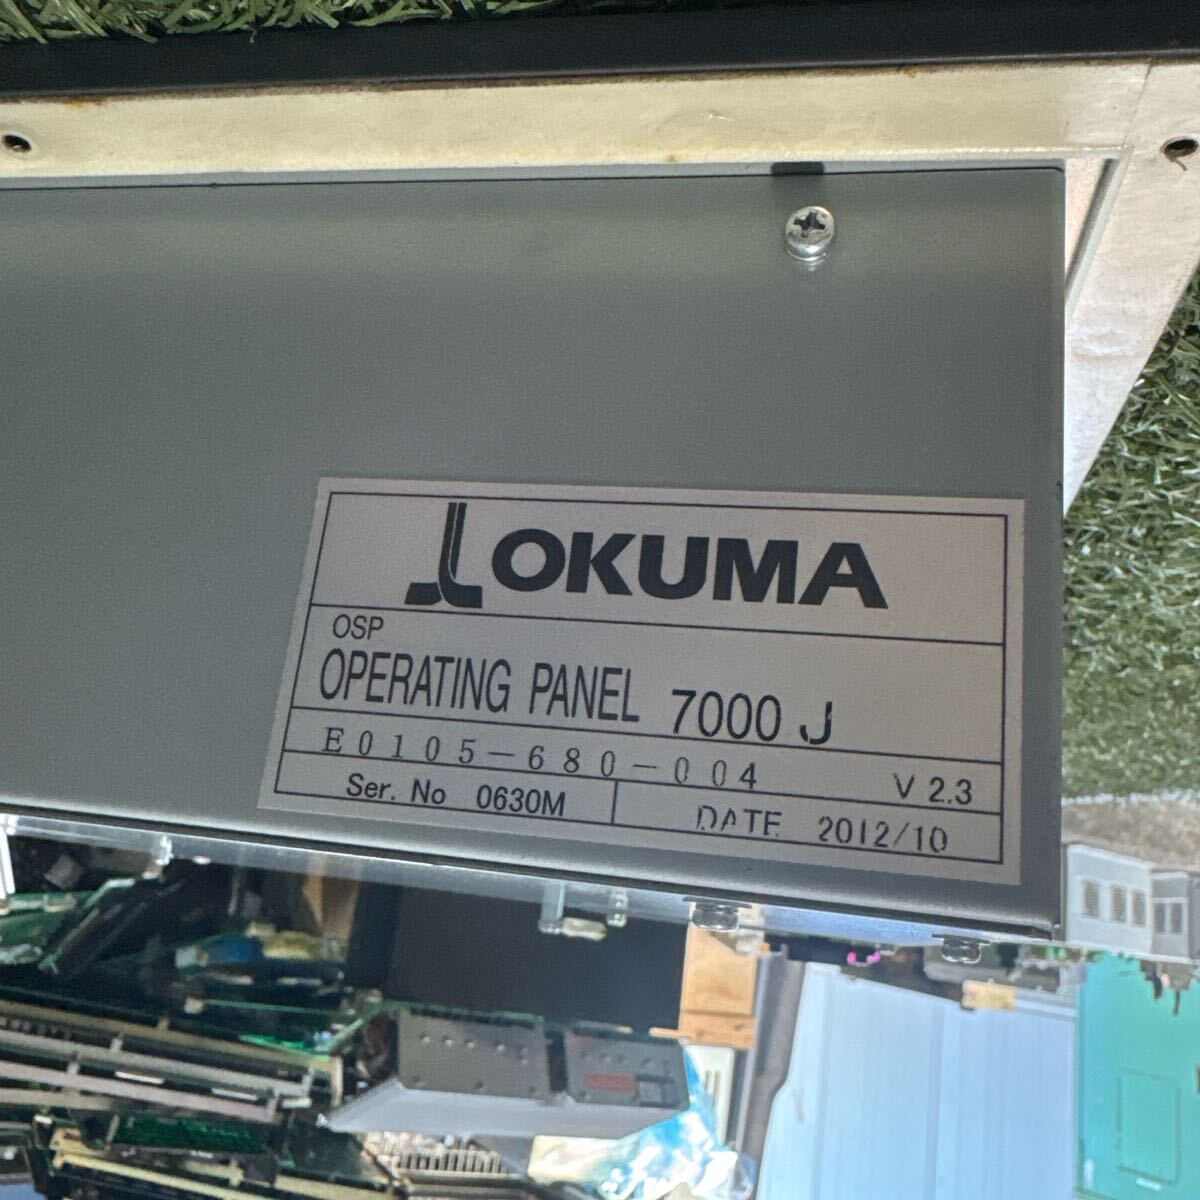 OKUMA
OSP
OPERATING PANEL 7000 J
E0105-680-004 V 2.3
Ser. No 0630M DATE 2012/10